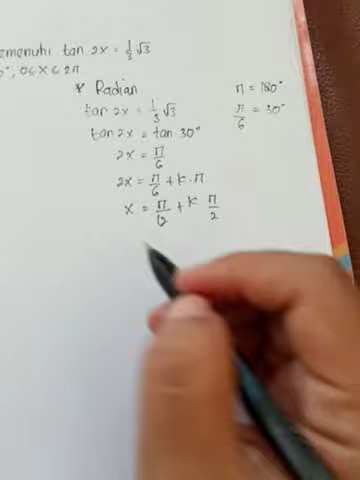 emenuhi tan 2x = 1/3 √3
°, 0 ≤ x ≤ 2π
* Radian
π = 180°
tan 2x = 1/3 √3
π/6 = 30°
tan 2x = tan 30°
2x = π/6
2x = π/6 + k . π
x = π/12 + k π/2